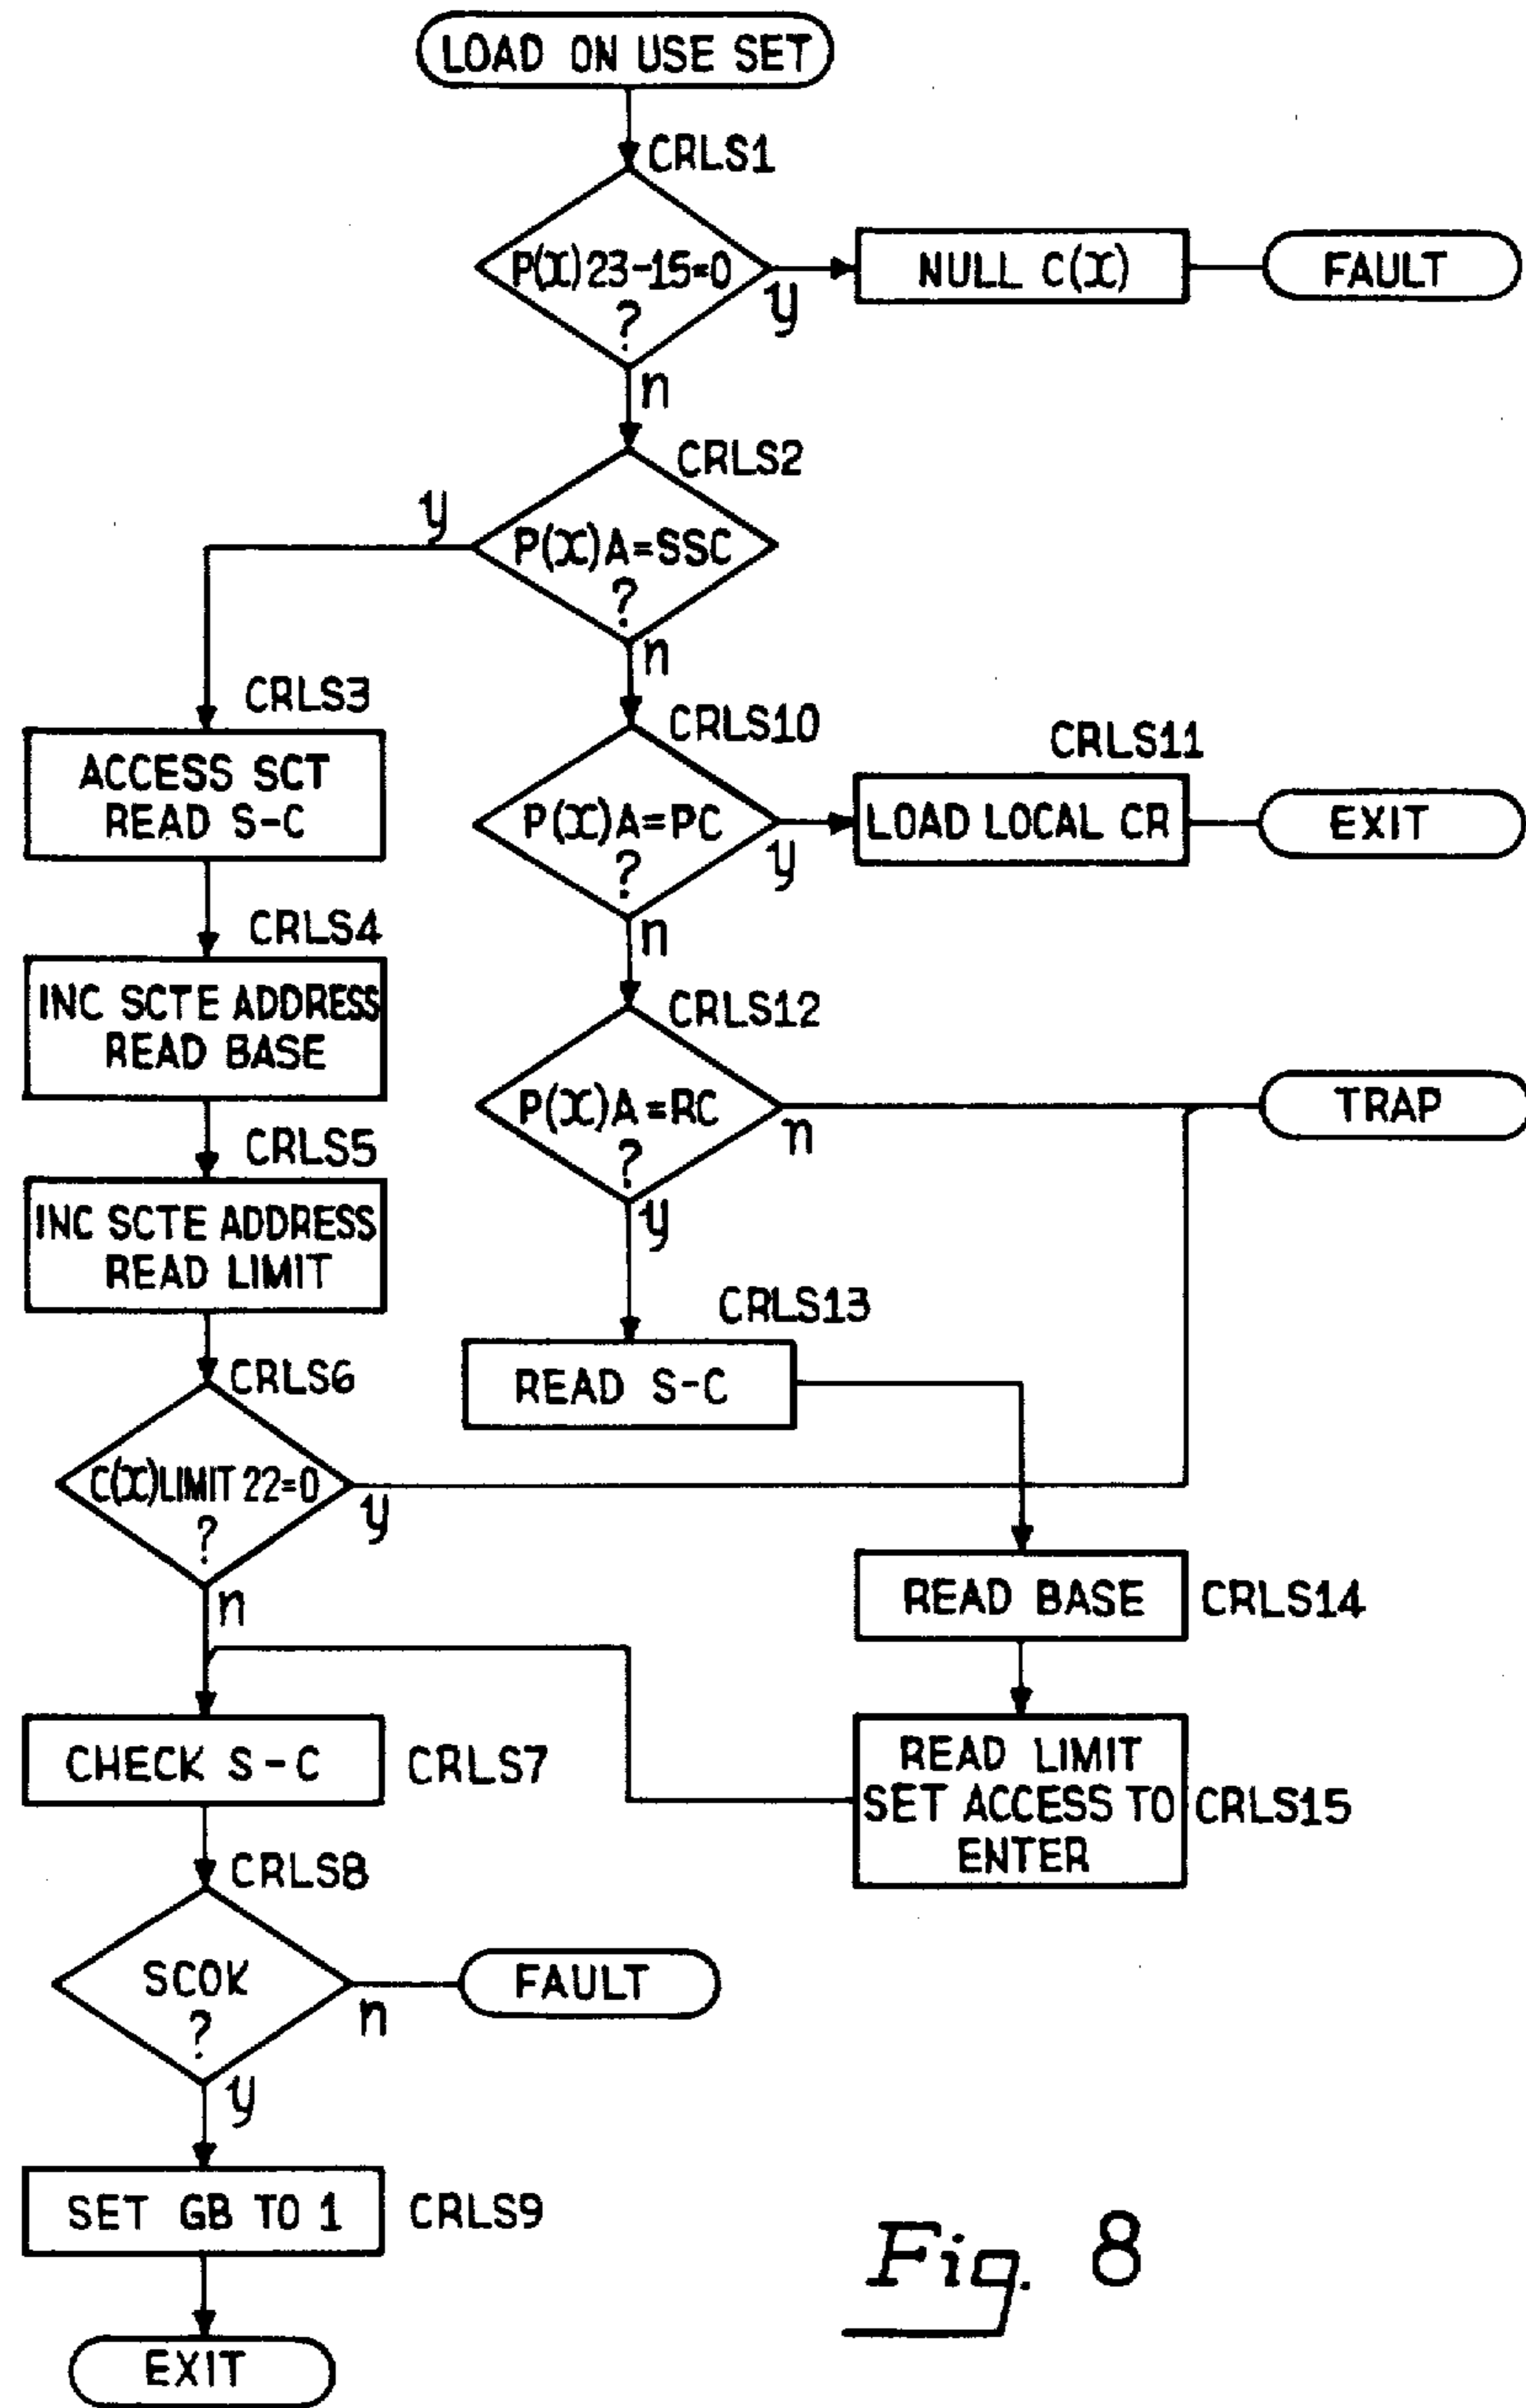 LOAD ON USE SET
CRLS1
P(X)23-15=0
?
y
n
NULL C(X)
FAULT
CRLS2
P(X)A=SSC
?
y
n
CRLS3
ACCESS SCT
READ S-C
CRLS10
P(X)A=PC
?
y
n
CRLS11
LOAD LOCAL CR
EXIT
CRLS4
INC SCTE ADDRESS
READ BASE
CRLS12
P(X)A=RC
?
n
y
TRAP
CRLS5
INC SCTE ADDRESS
READ LIMIT
CRLS13
READ S-C
CRLS6
C(X)LIMIT 22=0
?
y
n
READ BASE
CRLS14
CHECK S-C
CRLS7
READ LIMIT
SET ACCESS TO
ENTER
CRLS15
CRLS8
SCOK
?
n
y
FAULT
SET GB TO 1
CRLS9
EXIT
Fig. 8